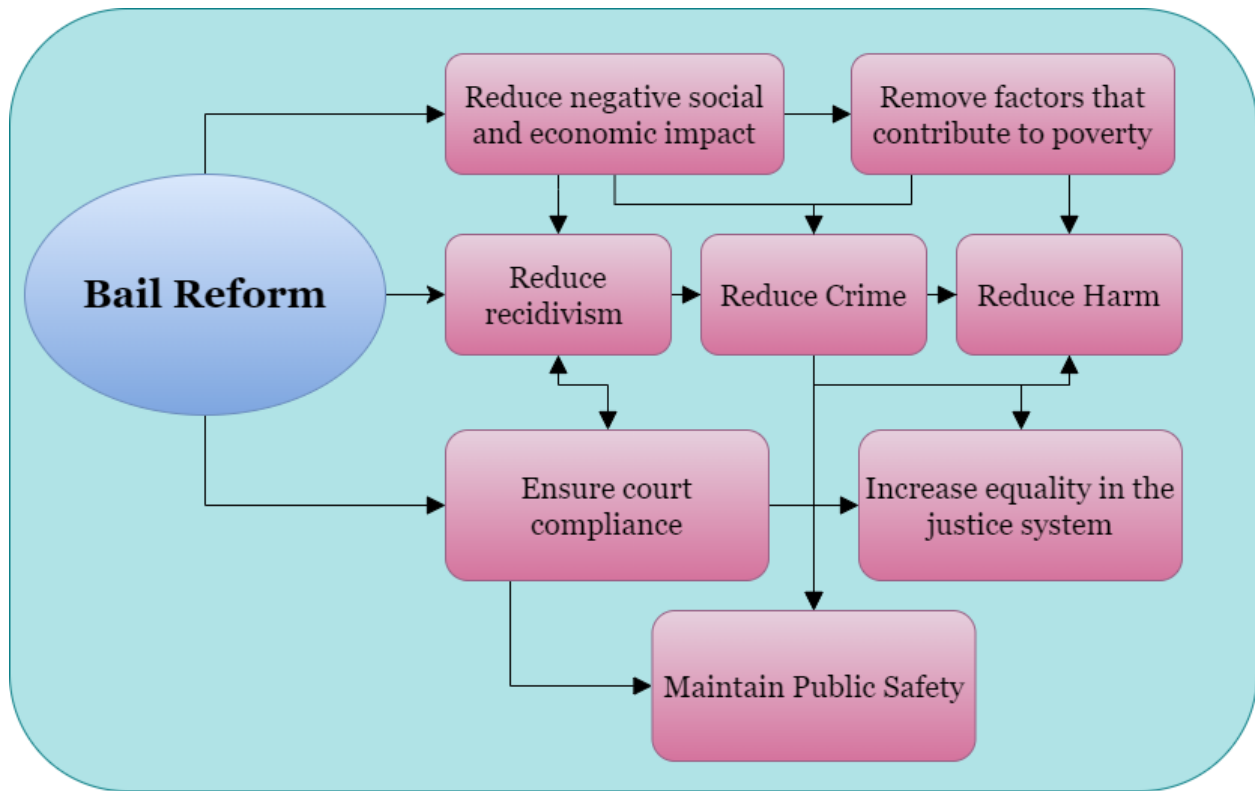 Reduce negative social
and economic impact
Remove factors that
contribute to poverty
Bail Reform
Reduce
recidivism
Reduce Crime
Reduce Harm
Ensure court
compliance
Increase equality in the
justice system
Maintain Public Safety